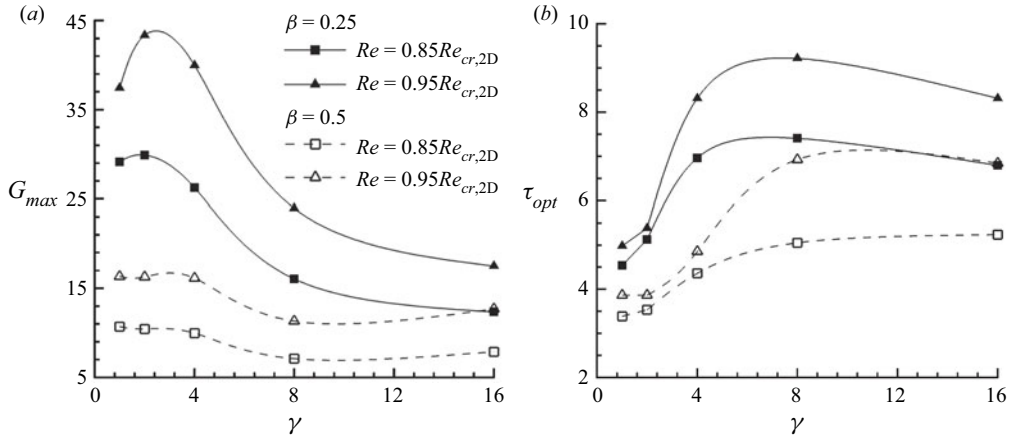 (a)
45
35
25
15
5
G_max
0
4
8
12
16
γ
β = 0.25
Re = 0.85Re_cr,2D
Re = 0.95Re_cr,2D
β = 0.5
Re = 0.85Re_cr,2D
Re = 0.95Re_cr,2D
(b)
10
8
6
4
2
τ_opt
0
4
8
12
16
γ